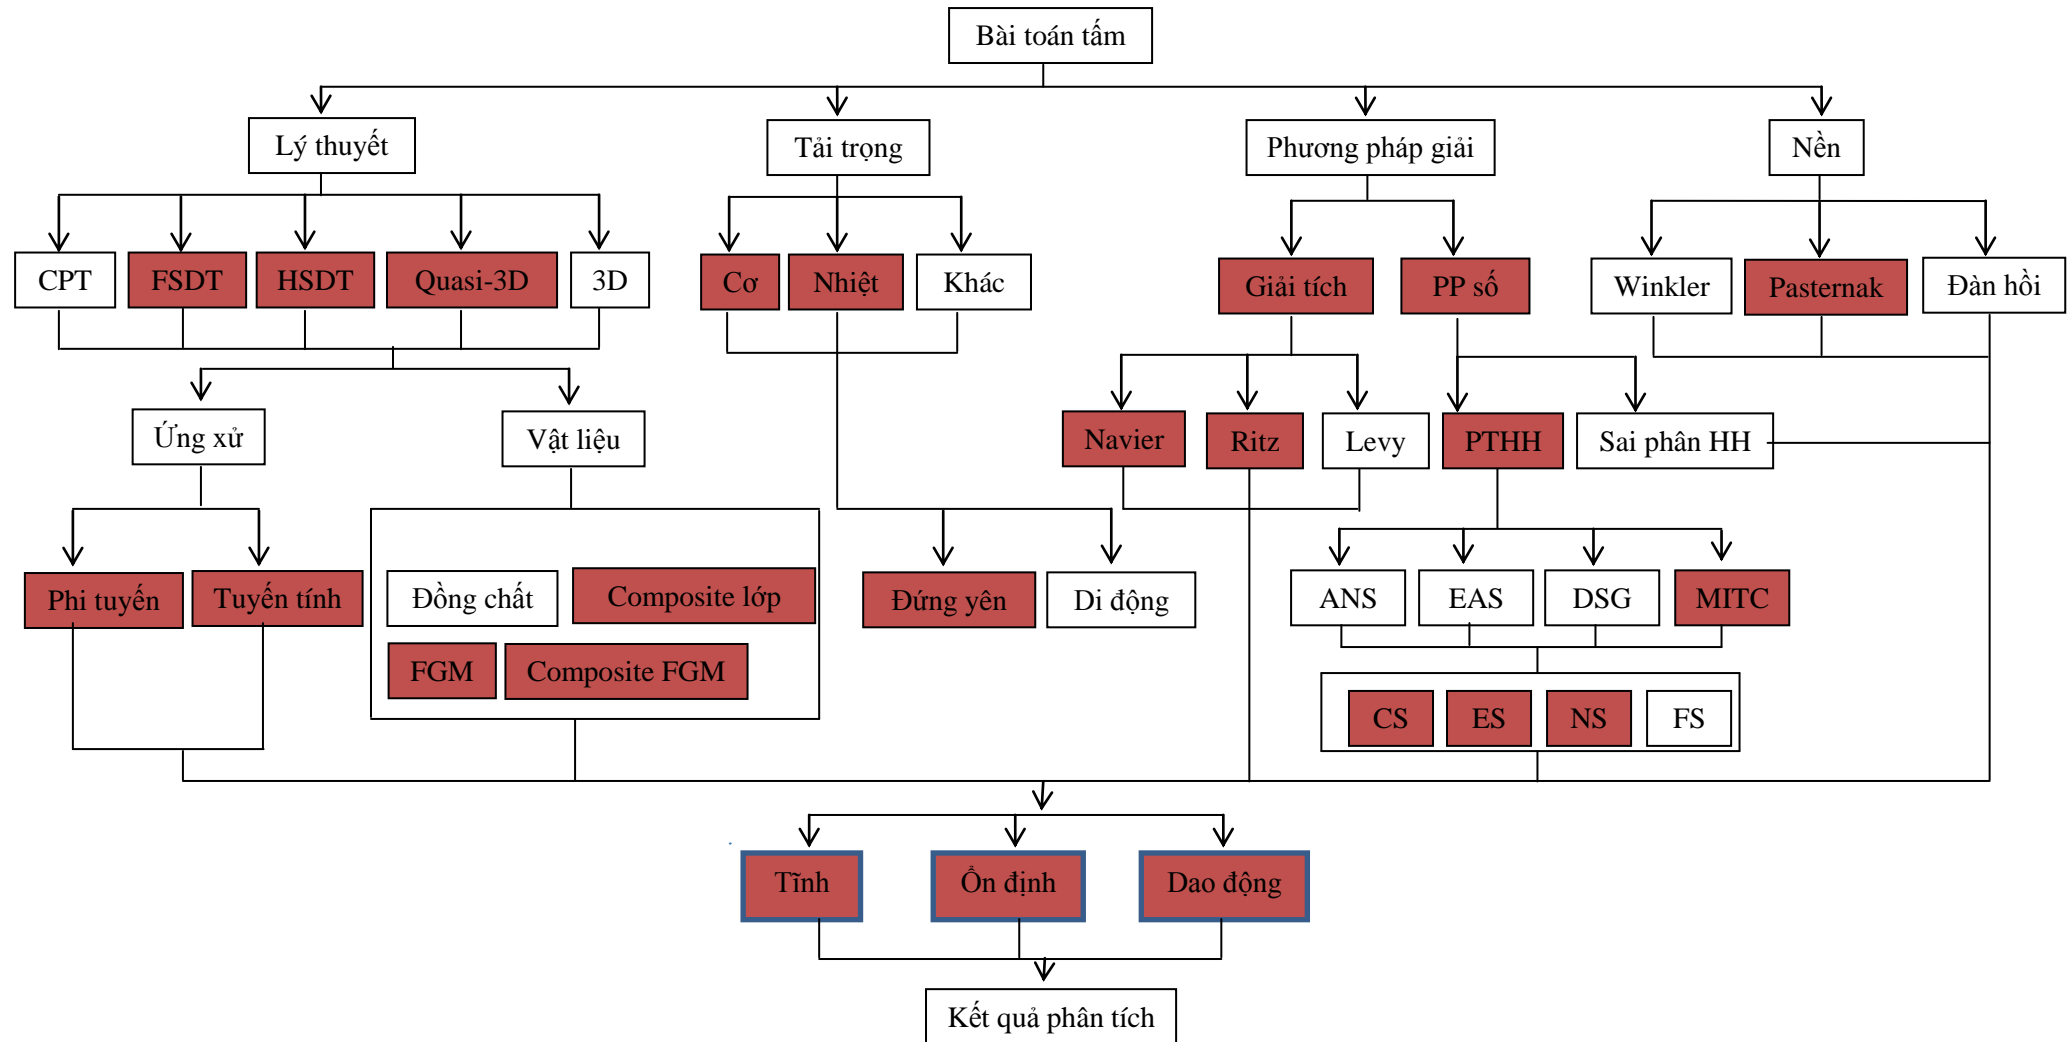 Bài toán tấm
Lý thuyết
Tải trọng
Phương pháp giải
Nền
CPT
FSDT
HSDT
Quasi-3D
3D
Cơ
Nhiệt
Khác
Giải tích
PP số
Winkler
Pasternak
Đàn hồi
Ứng xử
Vật liệu
Navier
Ritz
Levy
PTHH
Sai phân HH
Phi tuyến
Tuyến tính
Đồng chất
Composite lớp
FGM
Composite FGM
Đứng yên
Di động
ANS
EAS
DSG
MITC
CS
ES
NS
FS
Tĩnh
Ổn định
Dao động
Kết quả phân tích